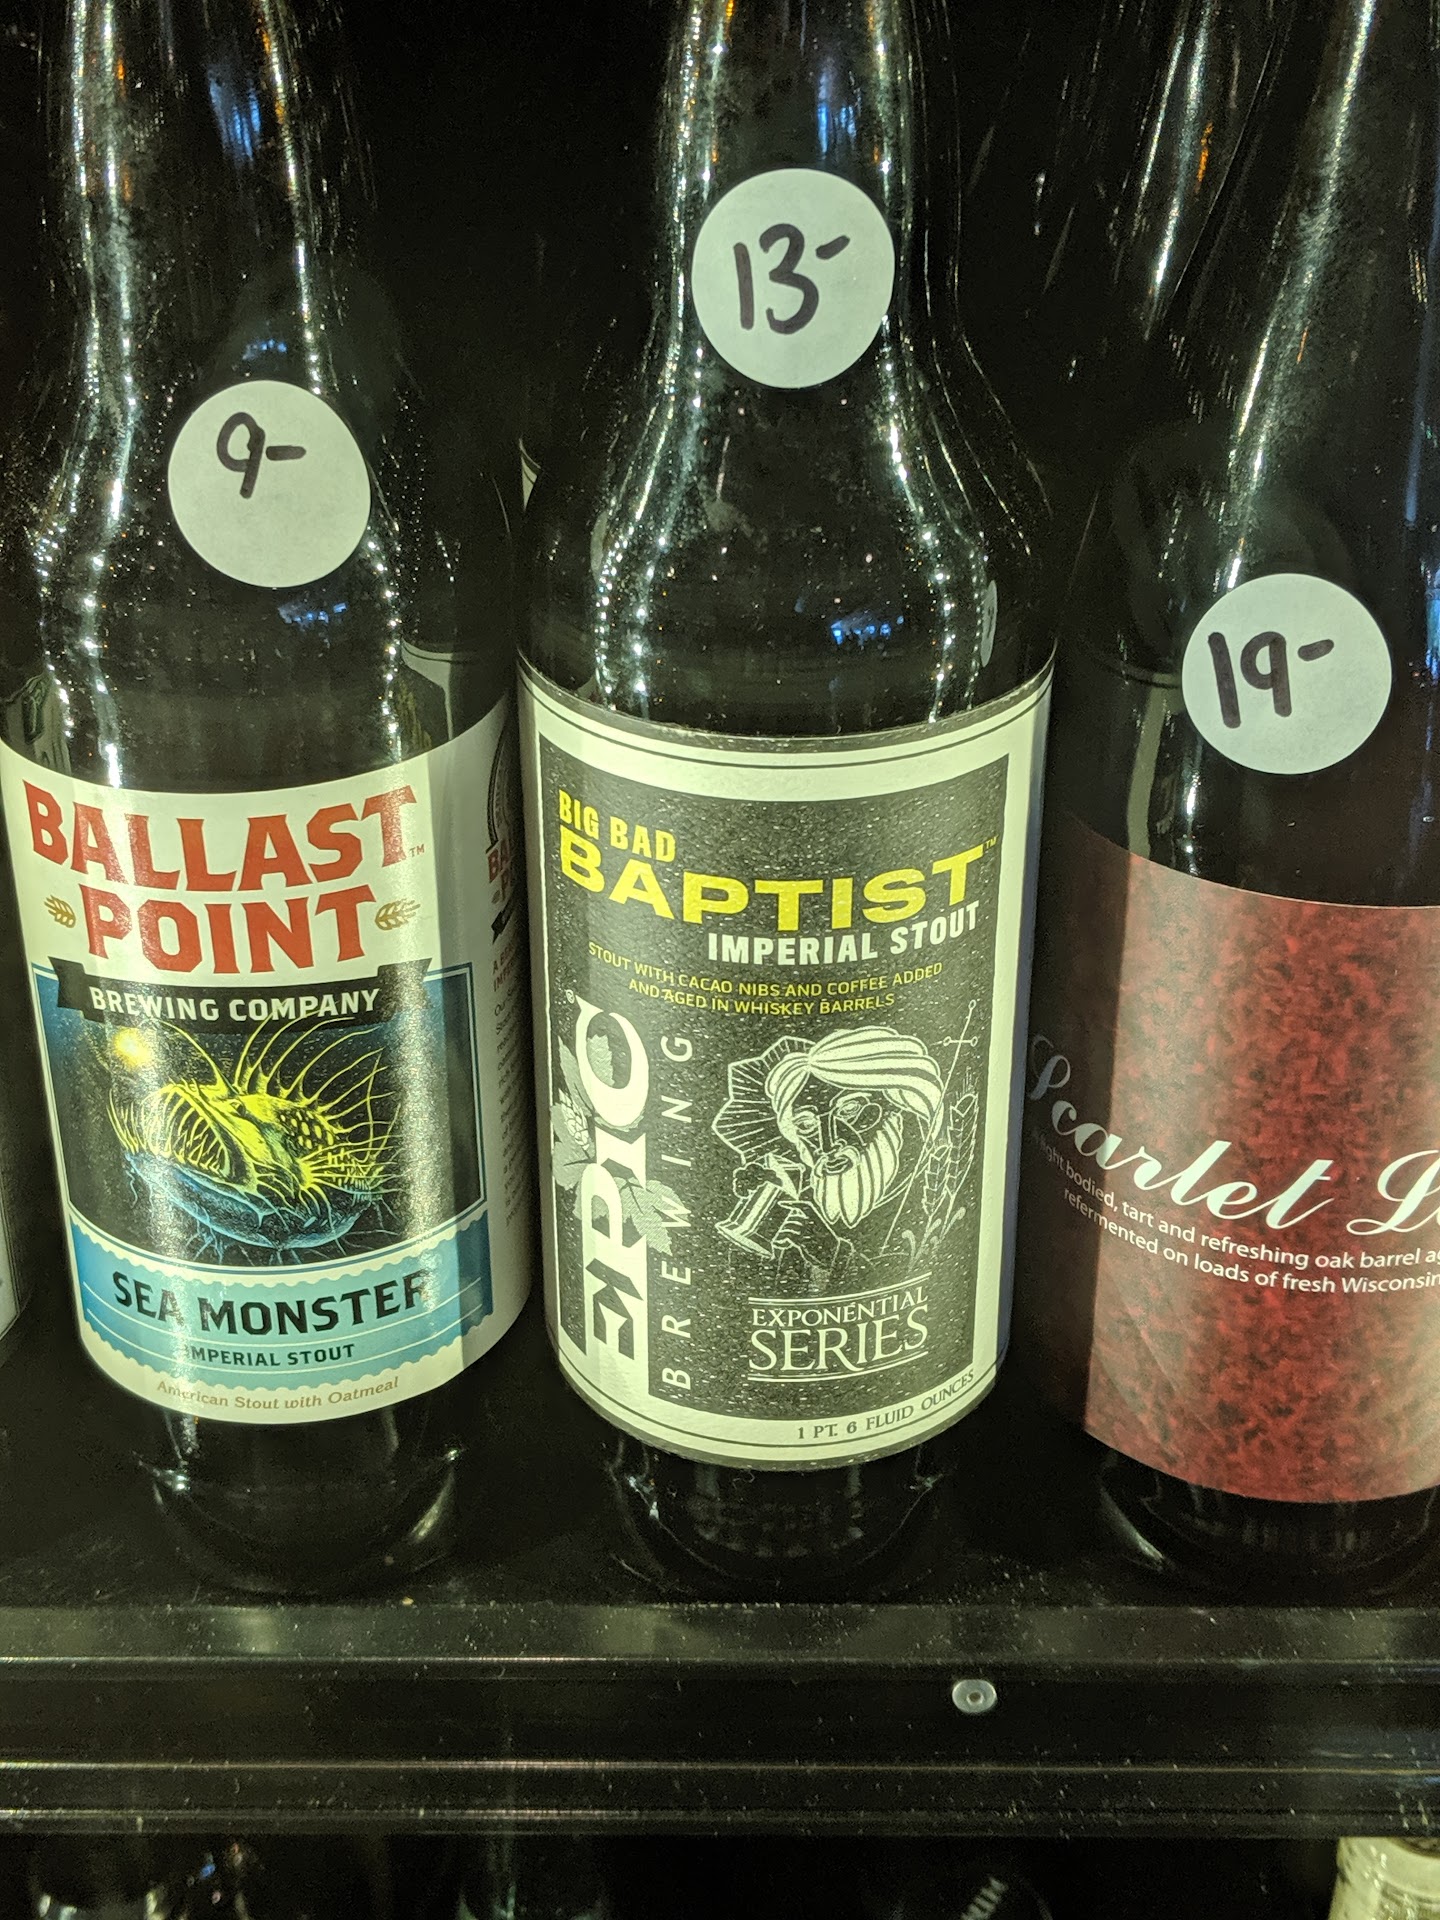 9-
BALLAST
POINT
BREWING COMPANY
SEA MONSTER
IMPERIAL STOUT
American Stout with Oatmeal
13-
BIG BAD
BAPTIST™
IMPERIAL STOUT
STOUT WITH CACAO NIBS AND COFFEE ADDED
AND AGED IN WHISKEY BARRELS
EPIC
BREWING
EXPONENTIAL
SERIES
1 PT. 6 FLUID OUNCES
19-
Scarlet
bodied, tart and refreshing oak barrel
refermented on loads of fresh Wisconsin